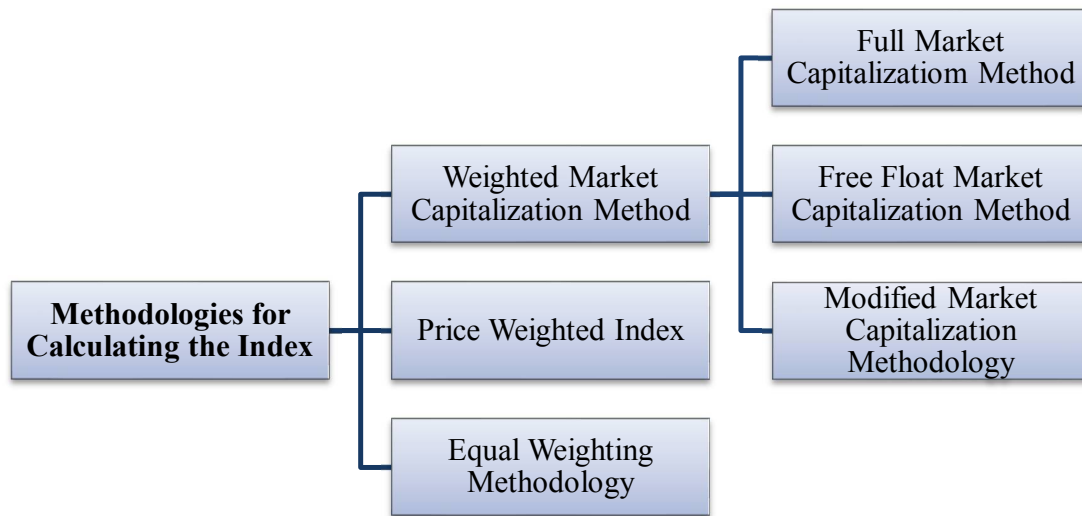 Methodologies for
Calculating the Index
Weighted Market
Capitalization Method
Price Weighted Index
Equal Weighting
Methodology
Full Market
Capitalizatiom Method
Free Float Market
Capitalization Method
Modified Market
Capitalization
Methodology